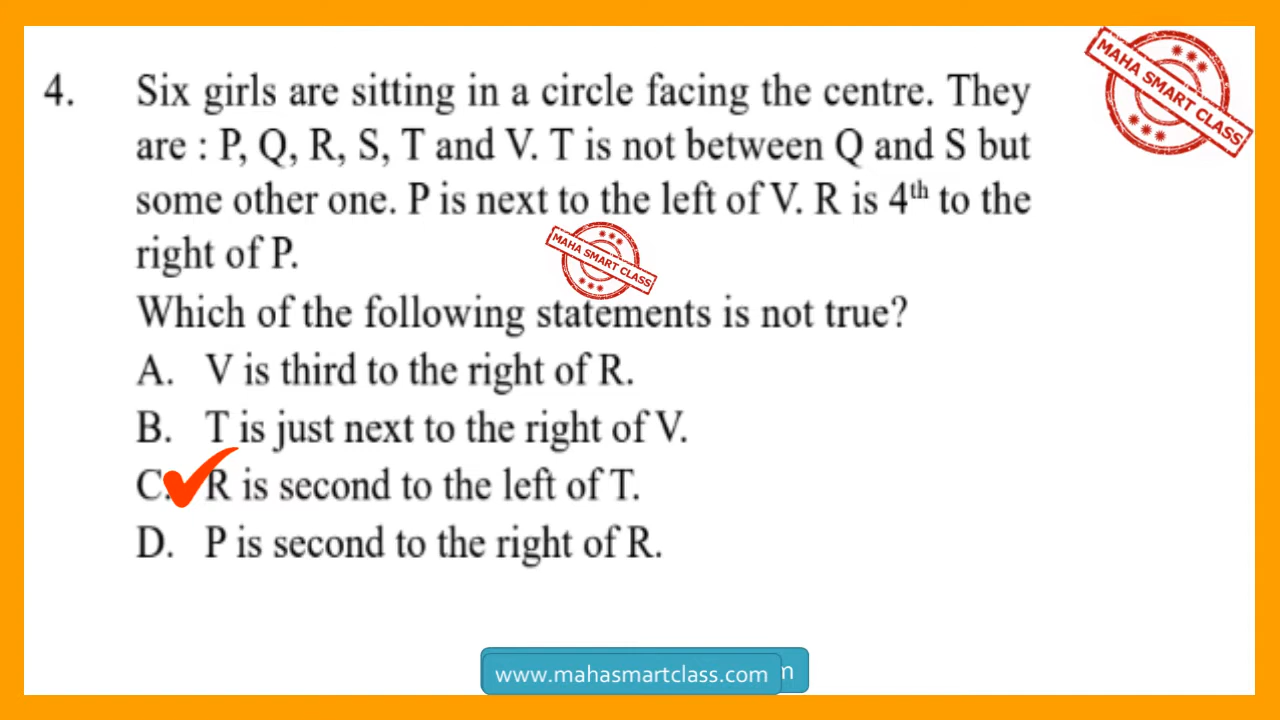 MAHA SMART CLASS
4. Six girls are sitting in a circle facing the centre. They
are : P, Q, R, S, T and V. T is not between Q and S but
some other one. P is next to the left of V. R is 4th to the
right of P.
MAHA SMART CLASS
Which of the following statements is not true?
A. V is third to the right of R.
B. T is just next to the right of V.
C. R is second to the left of T.
D. P is second to the right of R.
www.mahasmartclass.com
m